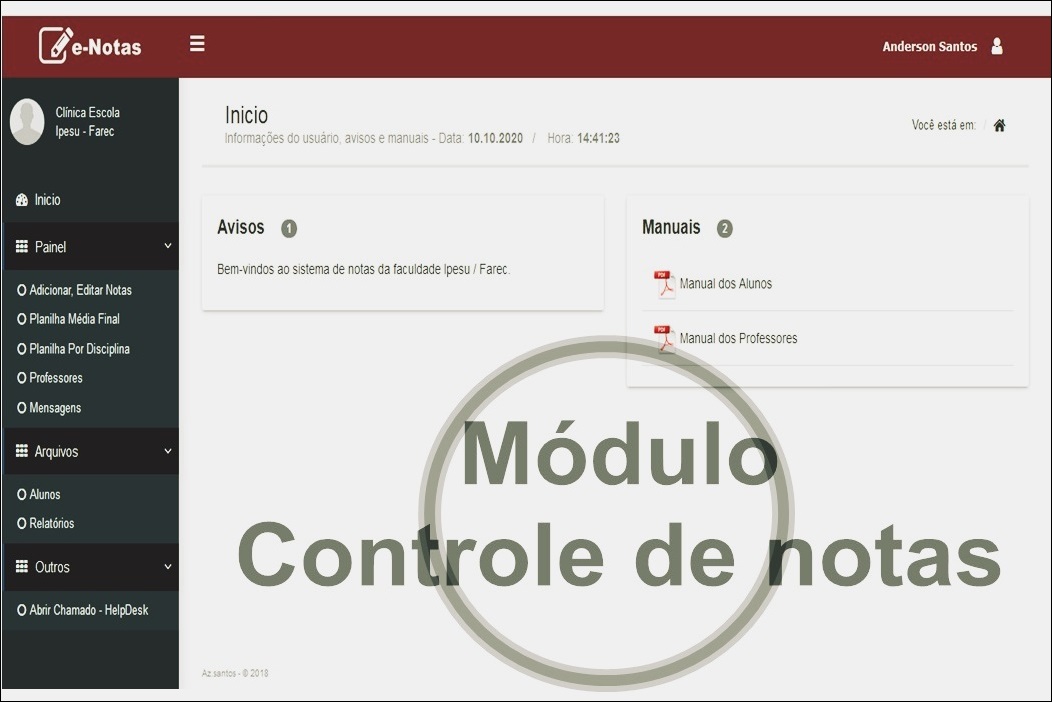 e-Notas
Anderson Santos
Clínica Escola
Ipesu - Farec
Inicio
Painel
Adicionar, Editar Notas
Planilha Média Final
Planilha Por Disciplina
Professores
Mensagens
Arquivos
Alunos
Relatórios
Outros
Abrir Chamado - HelpDesk
Inicio
Informações do usuário, avisos e manuais - Data: 10.10.2020 / Hora: 14:41:23
Você está em: /
Avisos 1
Bem-vindos ao sistema de notas da faculdade Ipesu / Farec.
Manuais 2
PDF Manual dos Alunos
PDF Manual dos Professores
Módulo
Controle de notas
Az.santos - © 2018